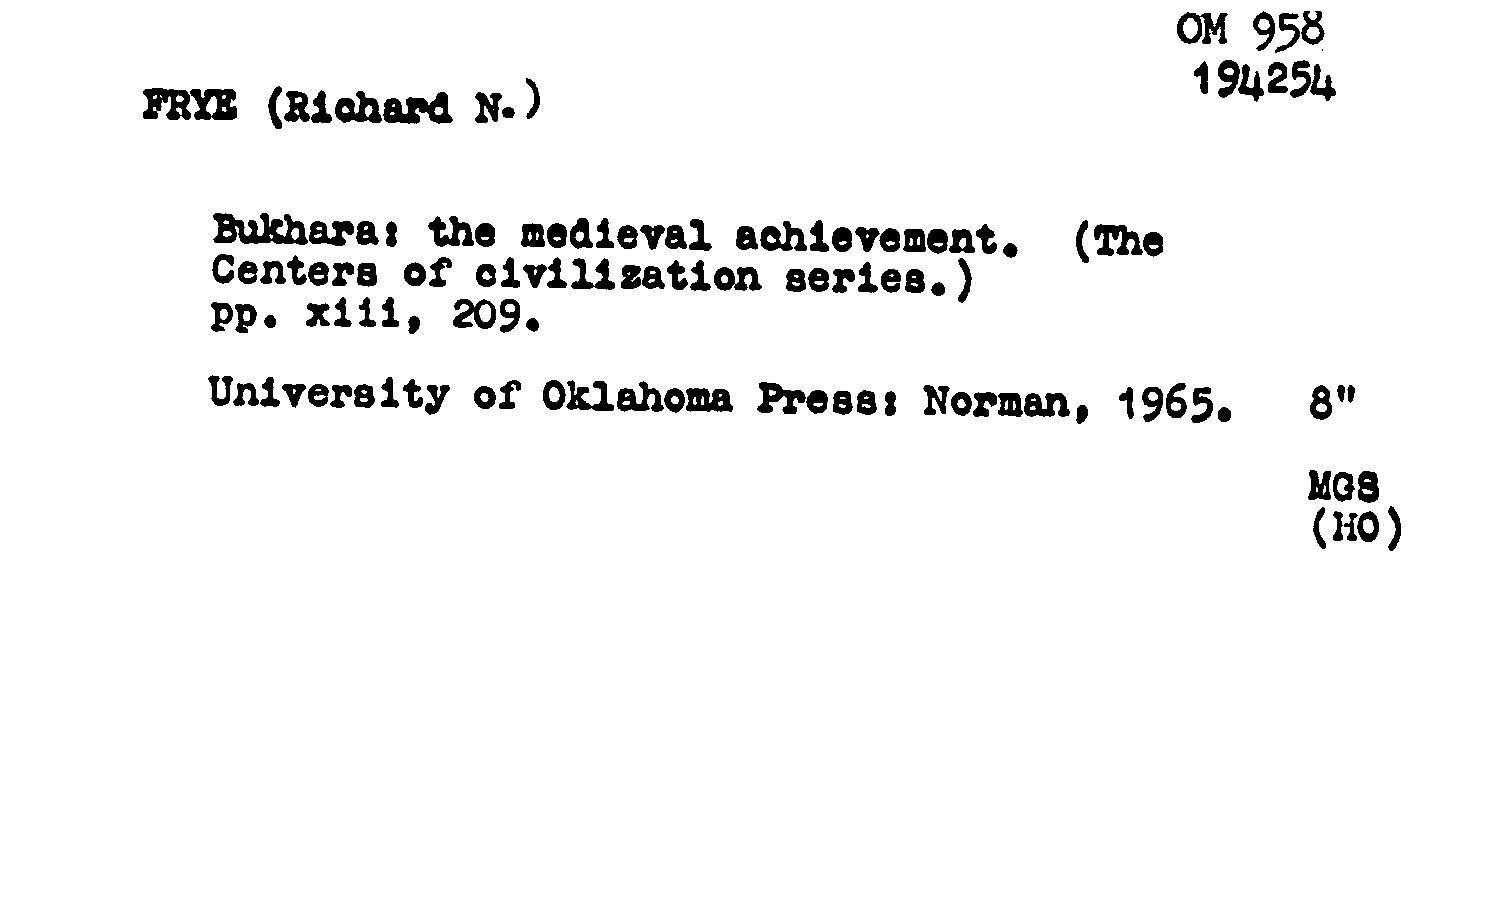 OM 958
194254
FRYE (Richard N.)
Bukhara: the medieval achievement. (The
Centers of civilization series.)
pp. xiii, 209.
University of Oklahoma Press: Norman, 1965. 8"
MGS
(HO)